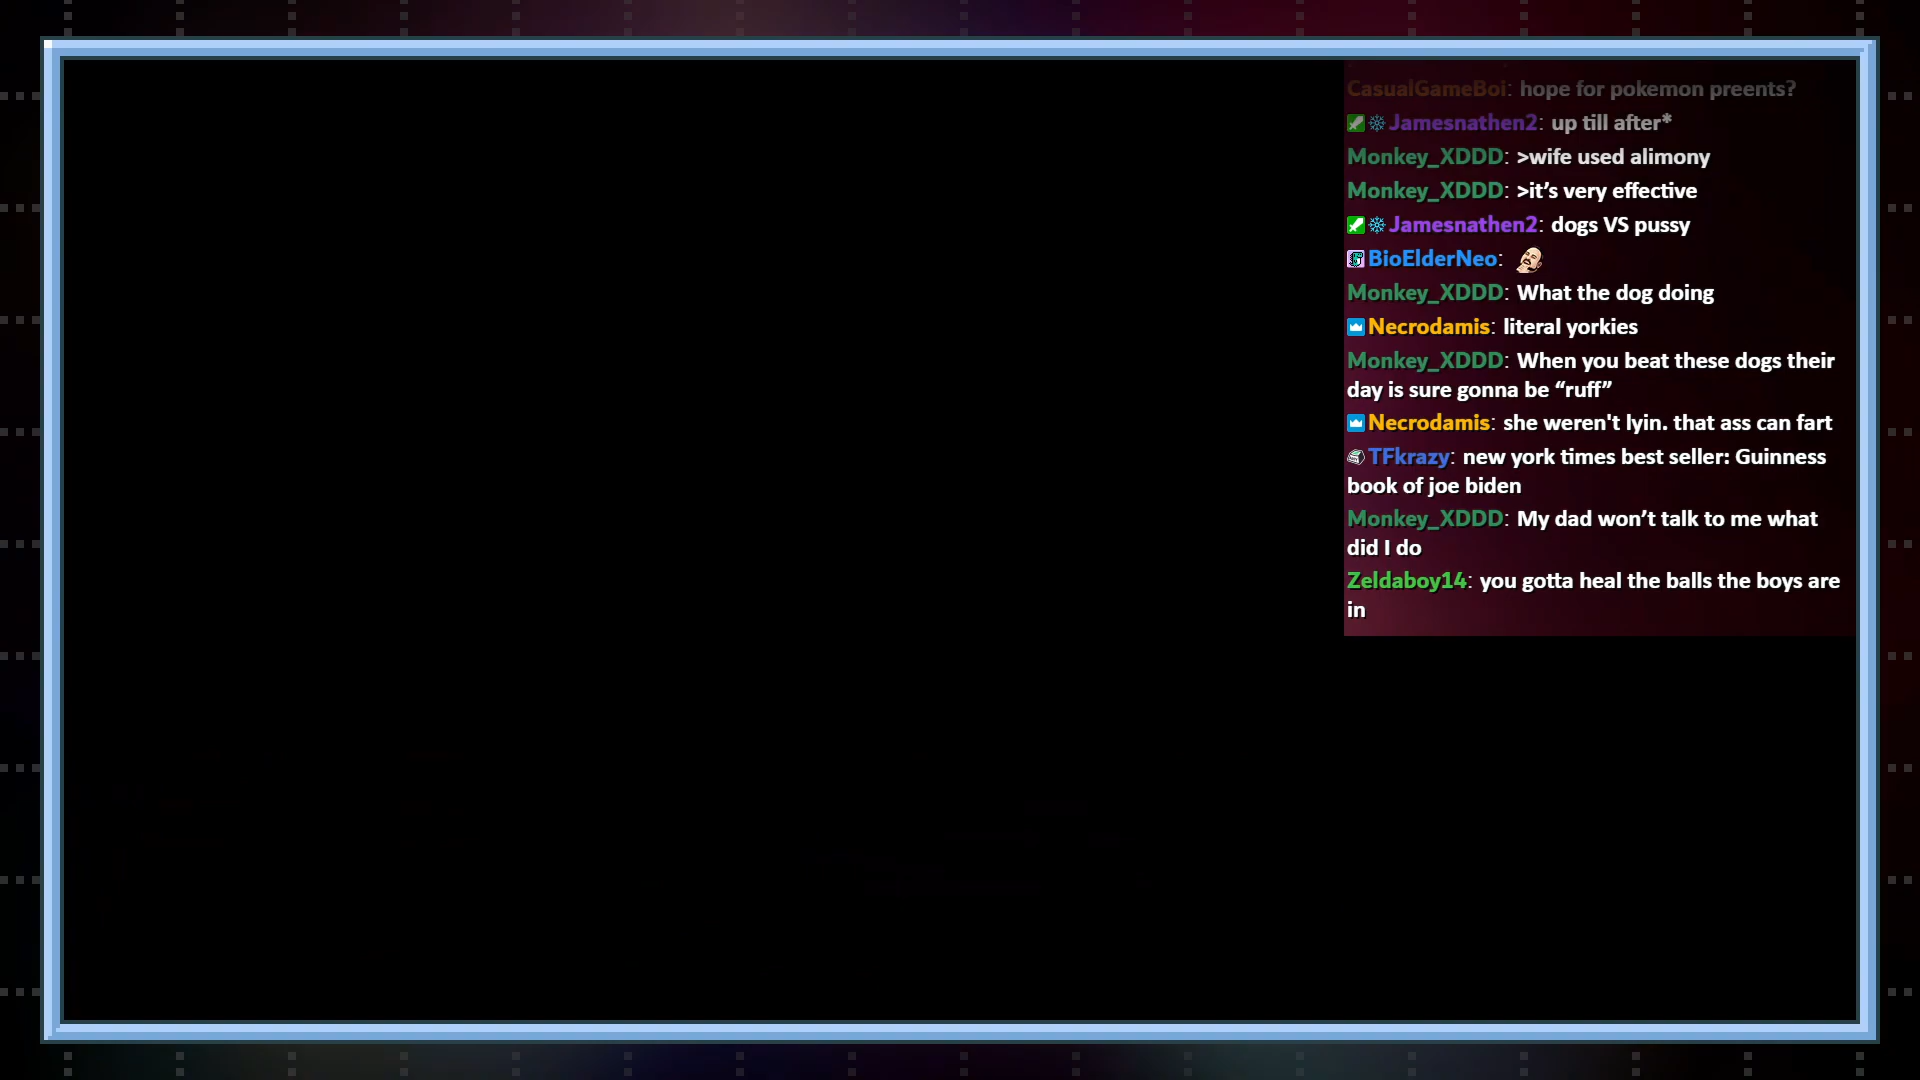 CasualGameBoi: hope for pokemon preents?
Jamesnathen2: up till after*
Monkey_XDDD: >wife used alimony
Monkey_XDDD: >it’s very effective
Jamesnathen2: dogs VS pussy
BioElderNeo:
Monkey_XDDD: What the dog doing
Necrodamis: literal yorkies
Monkey_XDDD: When you beat these dogs their
day is sure gonna be “ruff”
Necrodamis: she weren't lyin. that ass can fart
TFkrazy: new york times best seller: Guinness
book of joe biden
Monkey_XDDD: My dad won’t talk to me what
did I do
Zeldaboy14: you gotta heal the balls the boys are
in